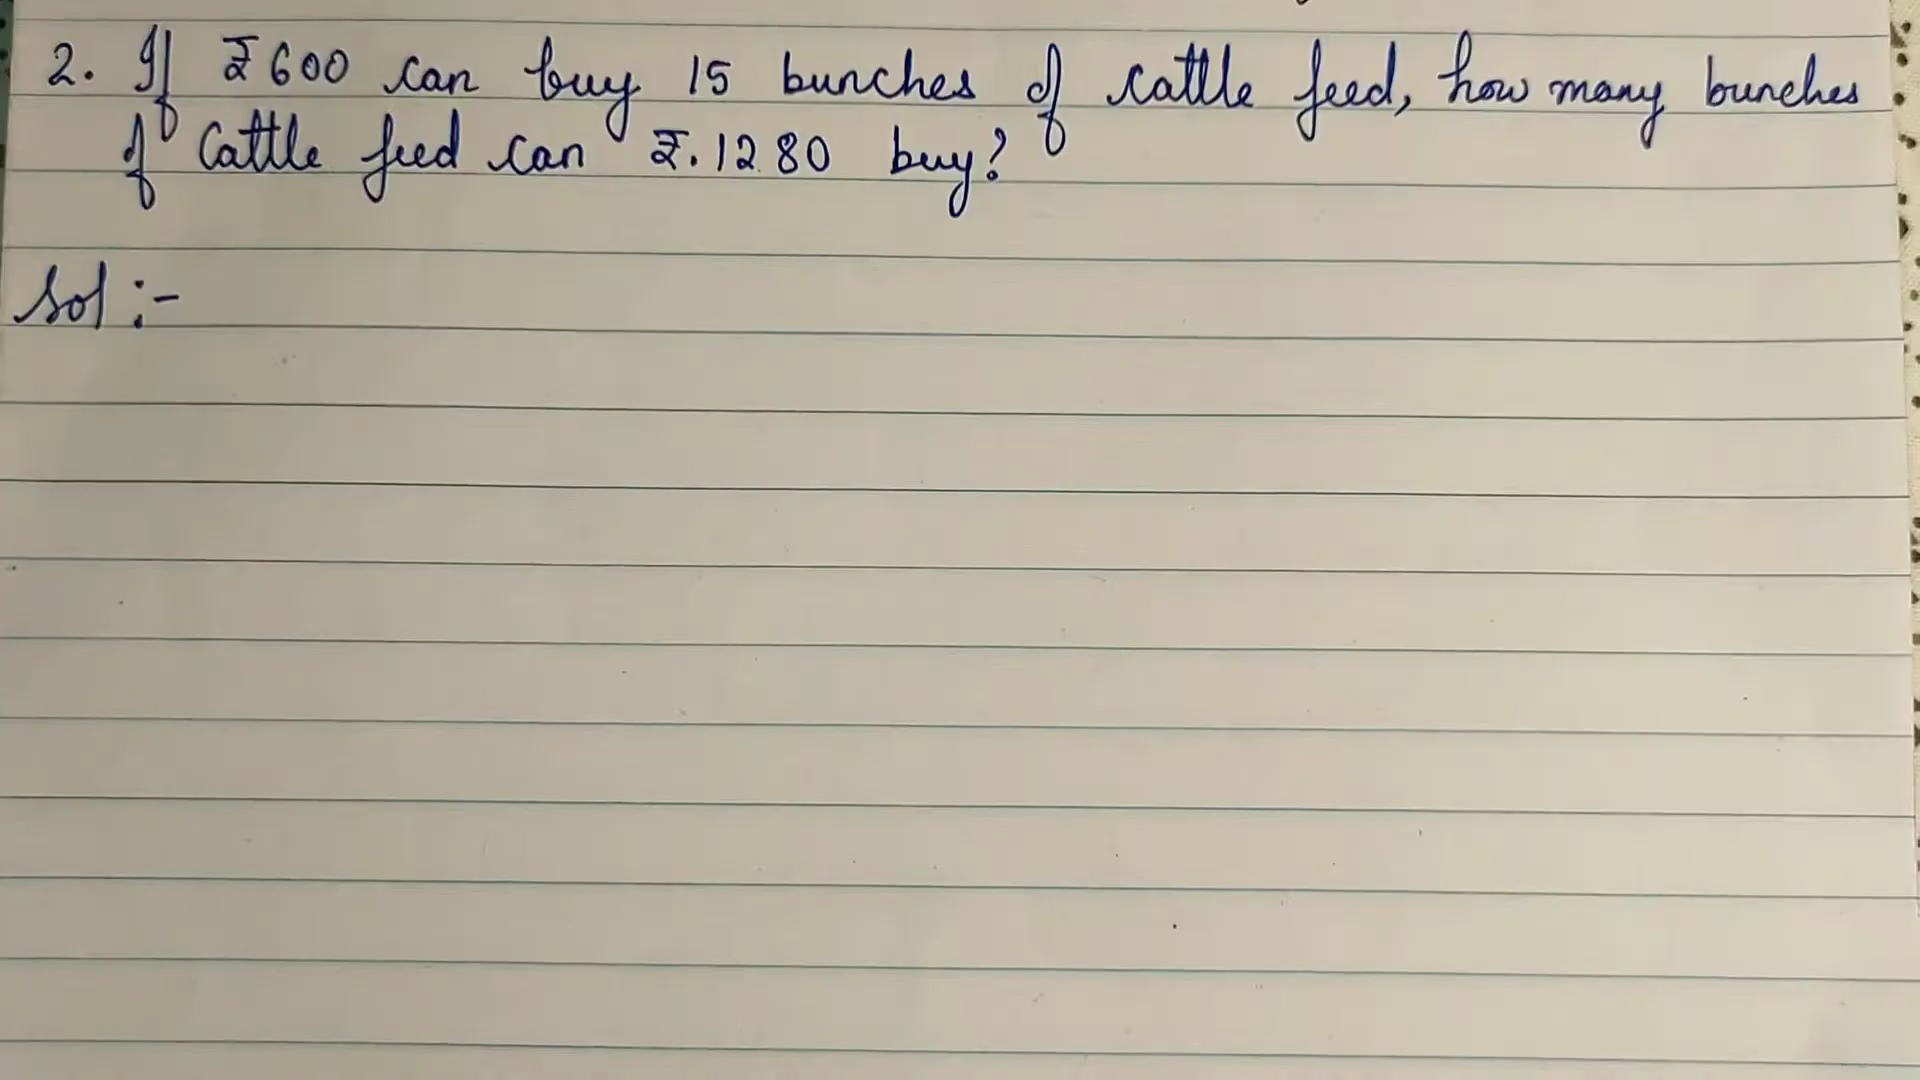 2. If ₹600 can buy 15 bunches of cattle feed, how many bunches
of Cattle feed can ₹.1280 buy?
Sol :-